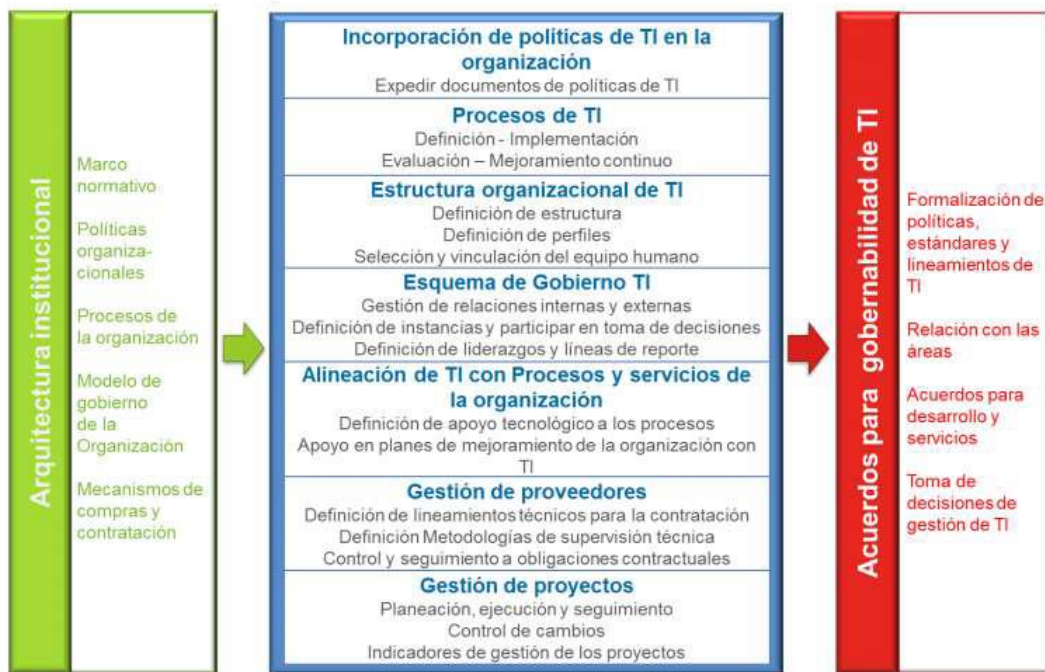 Arquitectura institucional
Marco
normativo
Políticas
organiza-
cionales
Procesos de
la organización
Modelo de
gobierno
de la
Organización
Mecanismos de
compras y
contratación
Incorporación de políticas de TI en la
organización
Expedir documentos de políticas de TI
Procesos de TI
Definición - Implementación
Evaluación – Mejoramiento continuo
Estructura organizacional de TI
Definición de estructura
Definición de perfiles
Selección y vinculación del equipo humano
Esquema de Gobierno TI
Gestión de relaciones internas y externas
Definición de instancias y participar en toma de decisiones
Definición de liderazgos y líneas de reporte
Alineación de TI con Procesos y servicios de
la organización
Definición de apoyo tecnológico a los procesos
Apoyo en planes de mejoramiento de la organización con
TI
Gestión de proveedores
Definición de lineamientos técnicos para la contratación
Definición Metodologías de supervisión técnica
Control y seguimiento a obligaciones contractuales
Gestión de proyectos
Planeación, ejecución y seguimiento
Control de cambios
Indicadores de gestión de los proyectos
Acuerdos para gobernabilidad de TI
Formalización de
políticas,
estándares y
lineamientos de
TI
Relación con las
áreas
Acuerdos para
desarrollo y
servicios
Toma de
decisiones de
gestión de TI